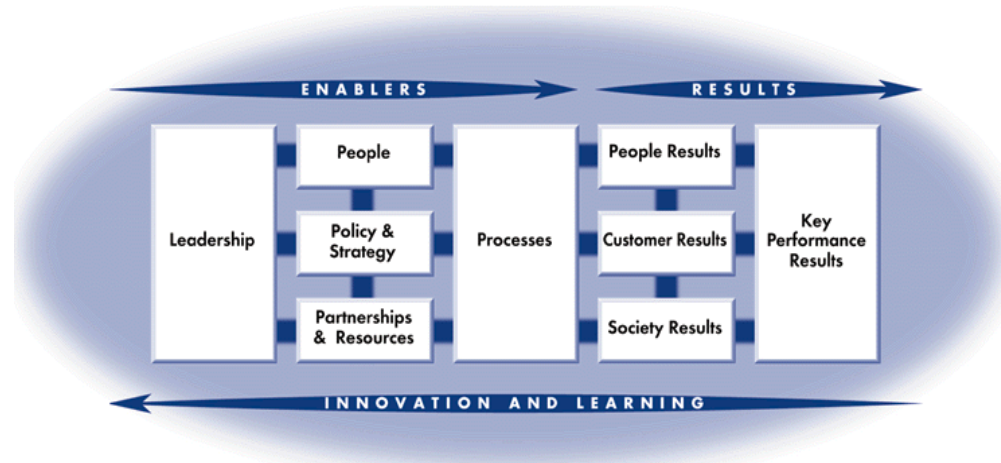 ENABLERS
RESULTS
People
People Results
Leadership
Policy &
Strategy
Processes
Customer Results
Key
Performance
Results
Partnerships
& Resources
Society Results
INNOVATION AND LEARNING